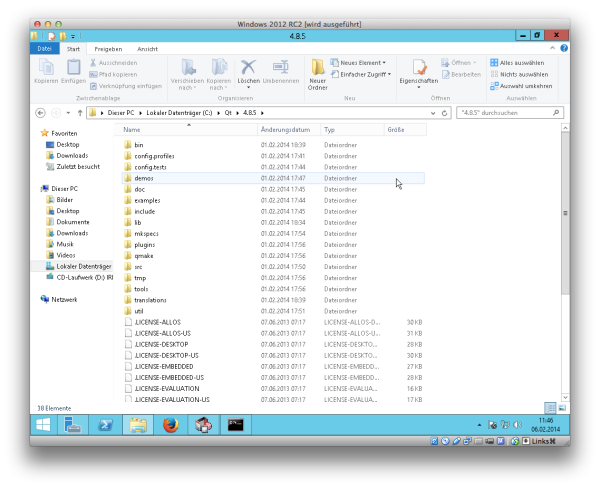 Windows 2012 RC2 [wird ausgeführt]
4.8.5
Datei Start Freigeben Ansicht
Kopieren Einfügen Ausschneiden Pfad kopieren Verknüpfung einfügen
Zwischenablage
Verschieben nach Kopieren nach Löschen Umbenennen
Organisieren
Neuer Ordner Neues Element Einfacher Zugriff
Neu
Eigenschaften Öffnen Bearbeiten
Öffnen
Alles auswählen
Nichts auswählen
Auswahl umkehren
Auswählen
Dieser PC Lokaler Datenträger (C:) Qt 4.8.5
"4.8.5" durchsuchen
Favoriten
Desktop
Downloads
Zuletzt besucht
Dieser PC
Bilder
Desktop
Dokumente
Downloads
Musik
Videos
Lokaler Datenträger
CD-Laufwerk (D:) IRI
Netzwerk
Name Änderungsdatum Typ Größe
bin 01.02.2014 18:39 Dateiordner
config.profiles 01.02.2014 17:41 Dateiordner
config.tests 01.02.2014 17:44 Dateiordner
demos 01.02.2014 17:47 Dateiordner
doc 01.02.2014 17:45 Dateiordner
examples 01.02.2014 17:44 Dateiordner
include 01.02.2014 17:45 Dateiordner
lib 01.02.2014 18:34 Dateiordner
mkspecs 01.02.2014 17:54 Dateiordner
plugins 01.02.2014 17:56 Dateiordner
qmake 01.02.2014 17:56 Dateiordner
src 01.02.2014 17:50 Dateiordner
tmp 01.02.2014 17:56 Dateiordner
tools 01.02.2014 17:56 Dateiordner
translations 01.02.2014 18:39 Dateiordner
util 01.02.2014 17:51 Dateiordner
.LICENSE-ALLOS 07.06.2013 07:17 LICENSE-ALLOS-D... 30 KB
.LICENSE-ALLOS-US 07.06.2013 07:17 LICENSE-ALLOS-U... 30 KB
.LICENSE-DESKTOP 07.06.2013 07:17 LICENSE-DESKTO... 28 KB
.LICENSE-DESKTOP-US 07.06.2013 07:17 LICENSE-DESKTO... 30 KB
.LICENSE-EMBEDDED 07.06.2013 07:17 LICENSE-EMBEDD... 27 KB
.LICENSE-EMBEDDED-US 07.06.2013 07:17 LICENSE-EMBEDD... 28 KB
.LICENSE-EVALUATION 07.06.2013 07:17 LICENSE-EVALUA... 16 KB
.LICENSE-EVALUATION-US 07.06.2013 07:17 LICENSE-EVALUA... 17 KB
38 Elemente
11:46
06.02.2014
Links⌘